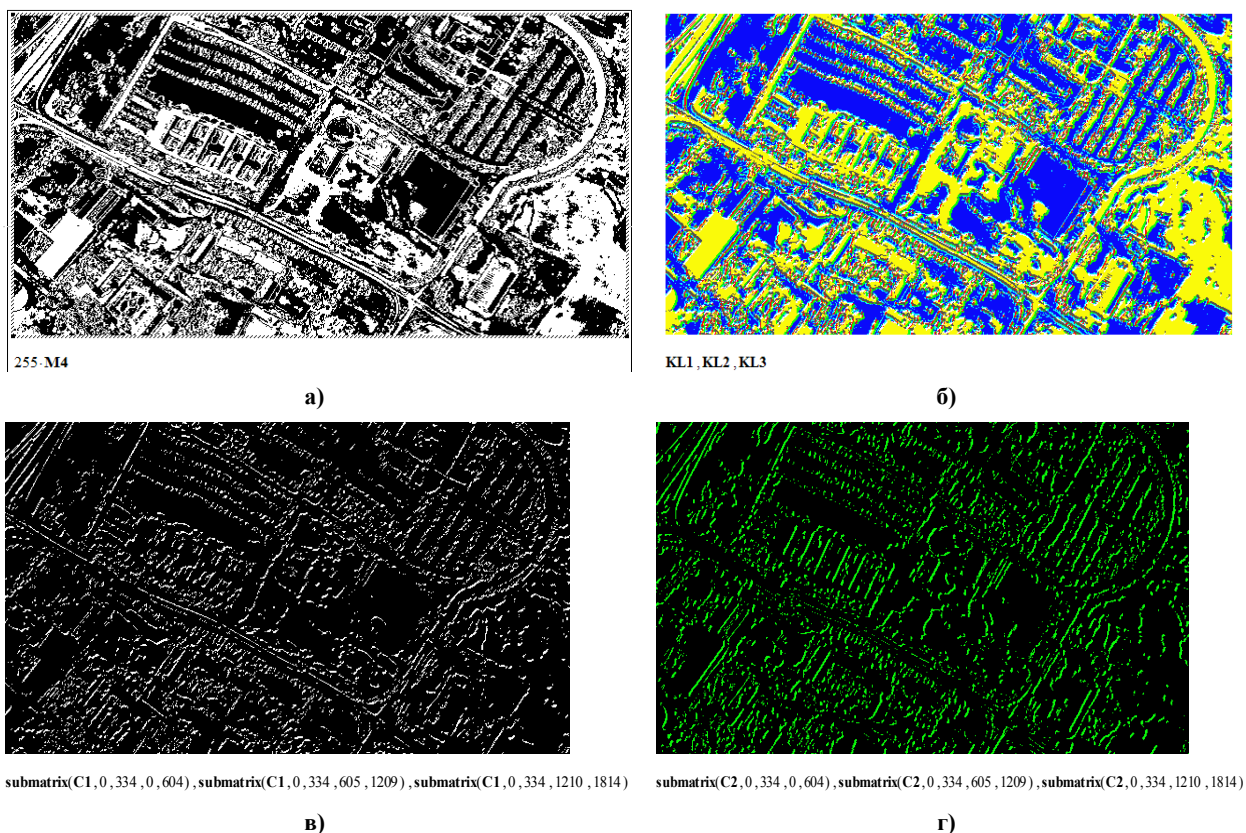 255·M4
KL1 , KL2 , KL3
а)
б)
submatrix(C1 , 0 , 334 , 0 , 604) , submatrix(C1 , 0 , 334 , 605 , 1209) , submatrix(C1 , 0 , 334 , 1210 , 1814)
submatrix(C2 , 0 , 334 , 0 , 604) , submatrix(C2 , 0 , 334 , 605 , 1209) , submatrix(C2 , 0 , 334 , 1210 , 1814)
в)
г)